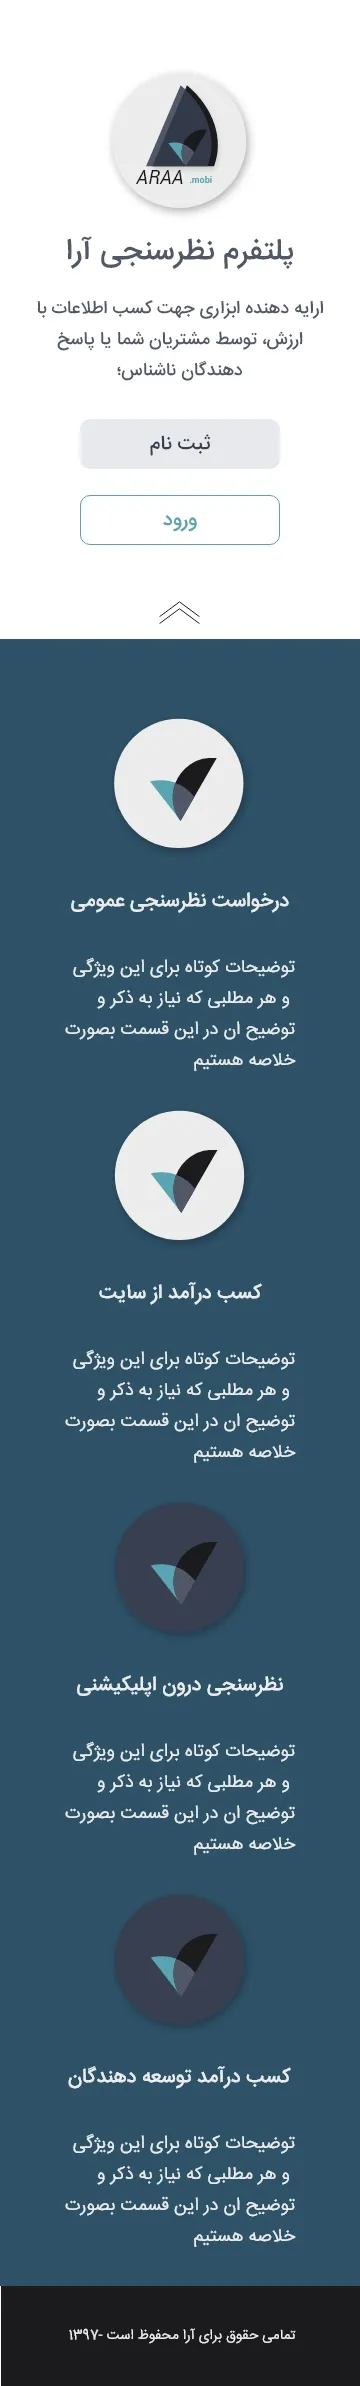 ARAA .mobi
پلتفرم نظرسنجی آرا
ارایه دهنده ابزاری جهت کسب اطلاعات با
ارزش، توسط مشتریان شما یا پاسخ
دهندگان ناشناس؛
ثبت نام
ورود
درخواست نظرسنجی عمومی
توضیحات کوتاه برای این ویژگی
و هر مطلبی که نیاز به ذکر و
توضیح ان در این قسمت بصورت
خلاصه هستیم
کسب درآمد از سایت
توضیحات کوتاه برای این ویژگی
و هر مطلبی که نیاز به ذکر و
توضیح ان در این قسمت بصورت
خلاصه هستیم
نظرسنجی درون اپلیکیشنی
توضیحات کوتاه برای این ویژگی
و هر مطلبی که نیاز به ذکر و
توضیح ان در این قسمت بصورت
خلاصه هستیم
کسب درآمد توسعه دهندگان
توضیحات کوتاه برای این ویژگی
و هر مطلبی که نیاز به ذکر و
توضیح ان در این قسمت بصورت
خلاصه هستیم
تمامی حقوق برای آرا محفوظ است -۱۳۹۷